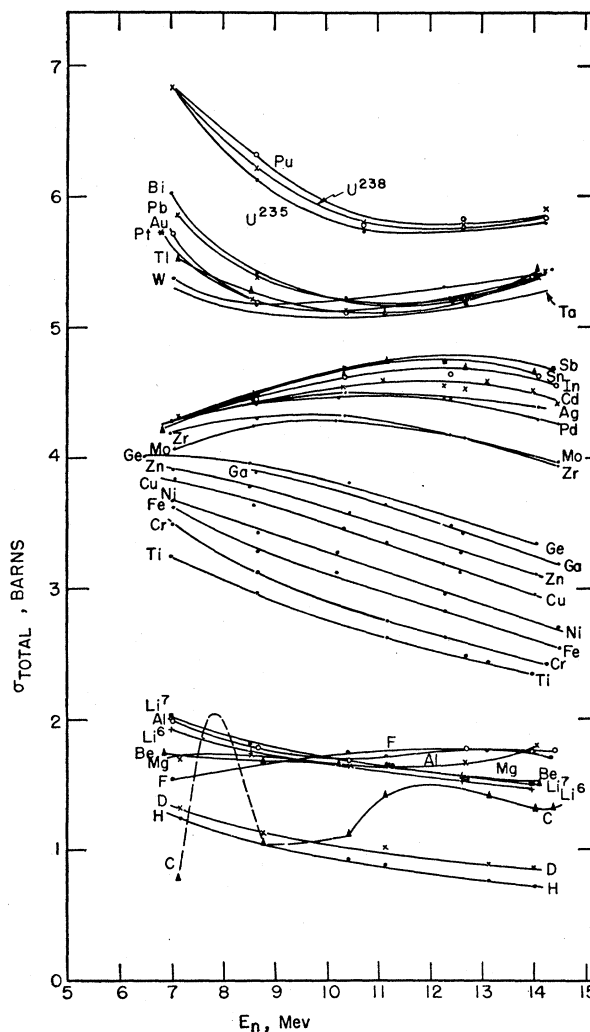 7
6
5
4
3
2
1
0
σTOTAL , BARNS
Pu
U238
U235
Bi
Pb
Au
Pt
Tl
W
Ta
Sb
Sn
In
Cd
Ag
Pd
Zr
Mo
Mo
Zr
Ge
Zn
Ga
Cu
Ni
Fe
Cr
Ti
Ge
Ga
Zn
Cu
Ni
Fe
Cr
Ti
Li7
Al
Li6
Be
Mg
F
F
Al
Mg
Be
Li7
Li6
C
D
H
C
D
H
5 6 7 8 9 10 11 12 13 14 15
En, Mev